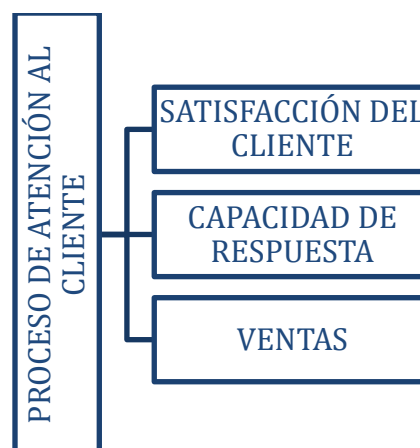 PROCESO DE ATENCIÓN AL
CLIENTE
SATISFACCIÓN DEL
CLIENTE
CAPACIDAD DE
RESPUESTA
VENTAS